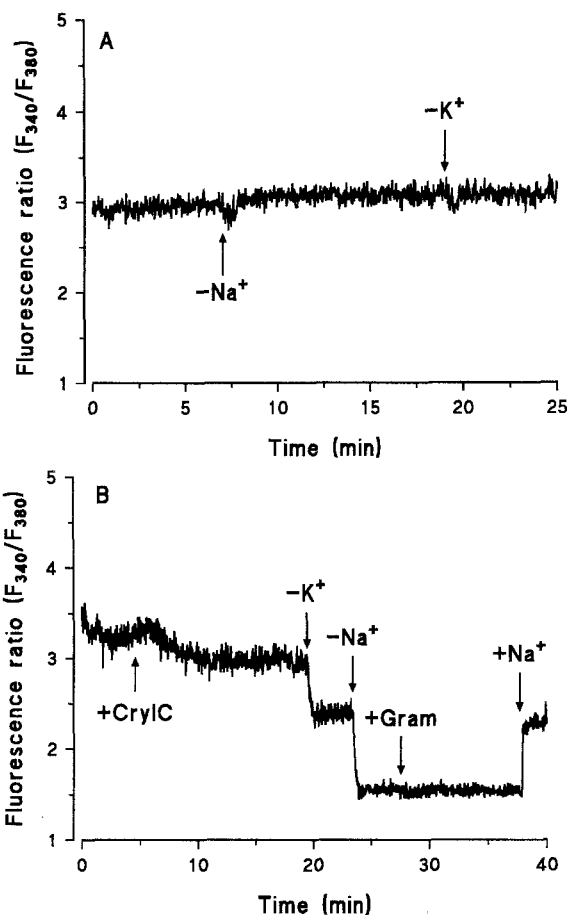 A
Fluorescence ratio (F340/F380)
5
4
3
2
1
−K+
−Na+
0
5
10
15
20
25
Time (min)
B
Fluorescence ratio (F340/F380)
5
4
3
2
1
−K+
−Na+
+Na+
+CryIC
+Gram
0
10
20
30
40
Time (min)